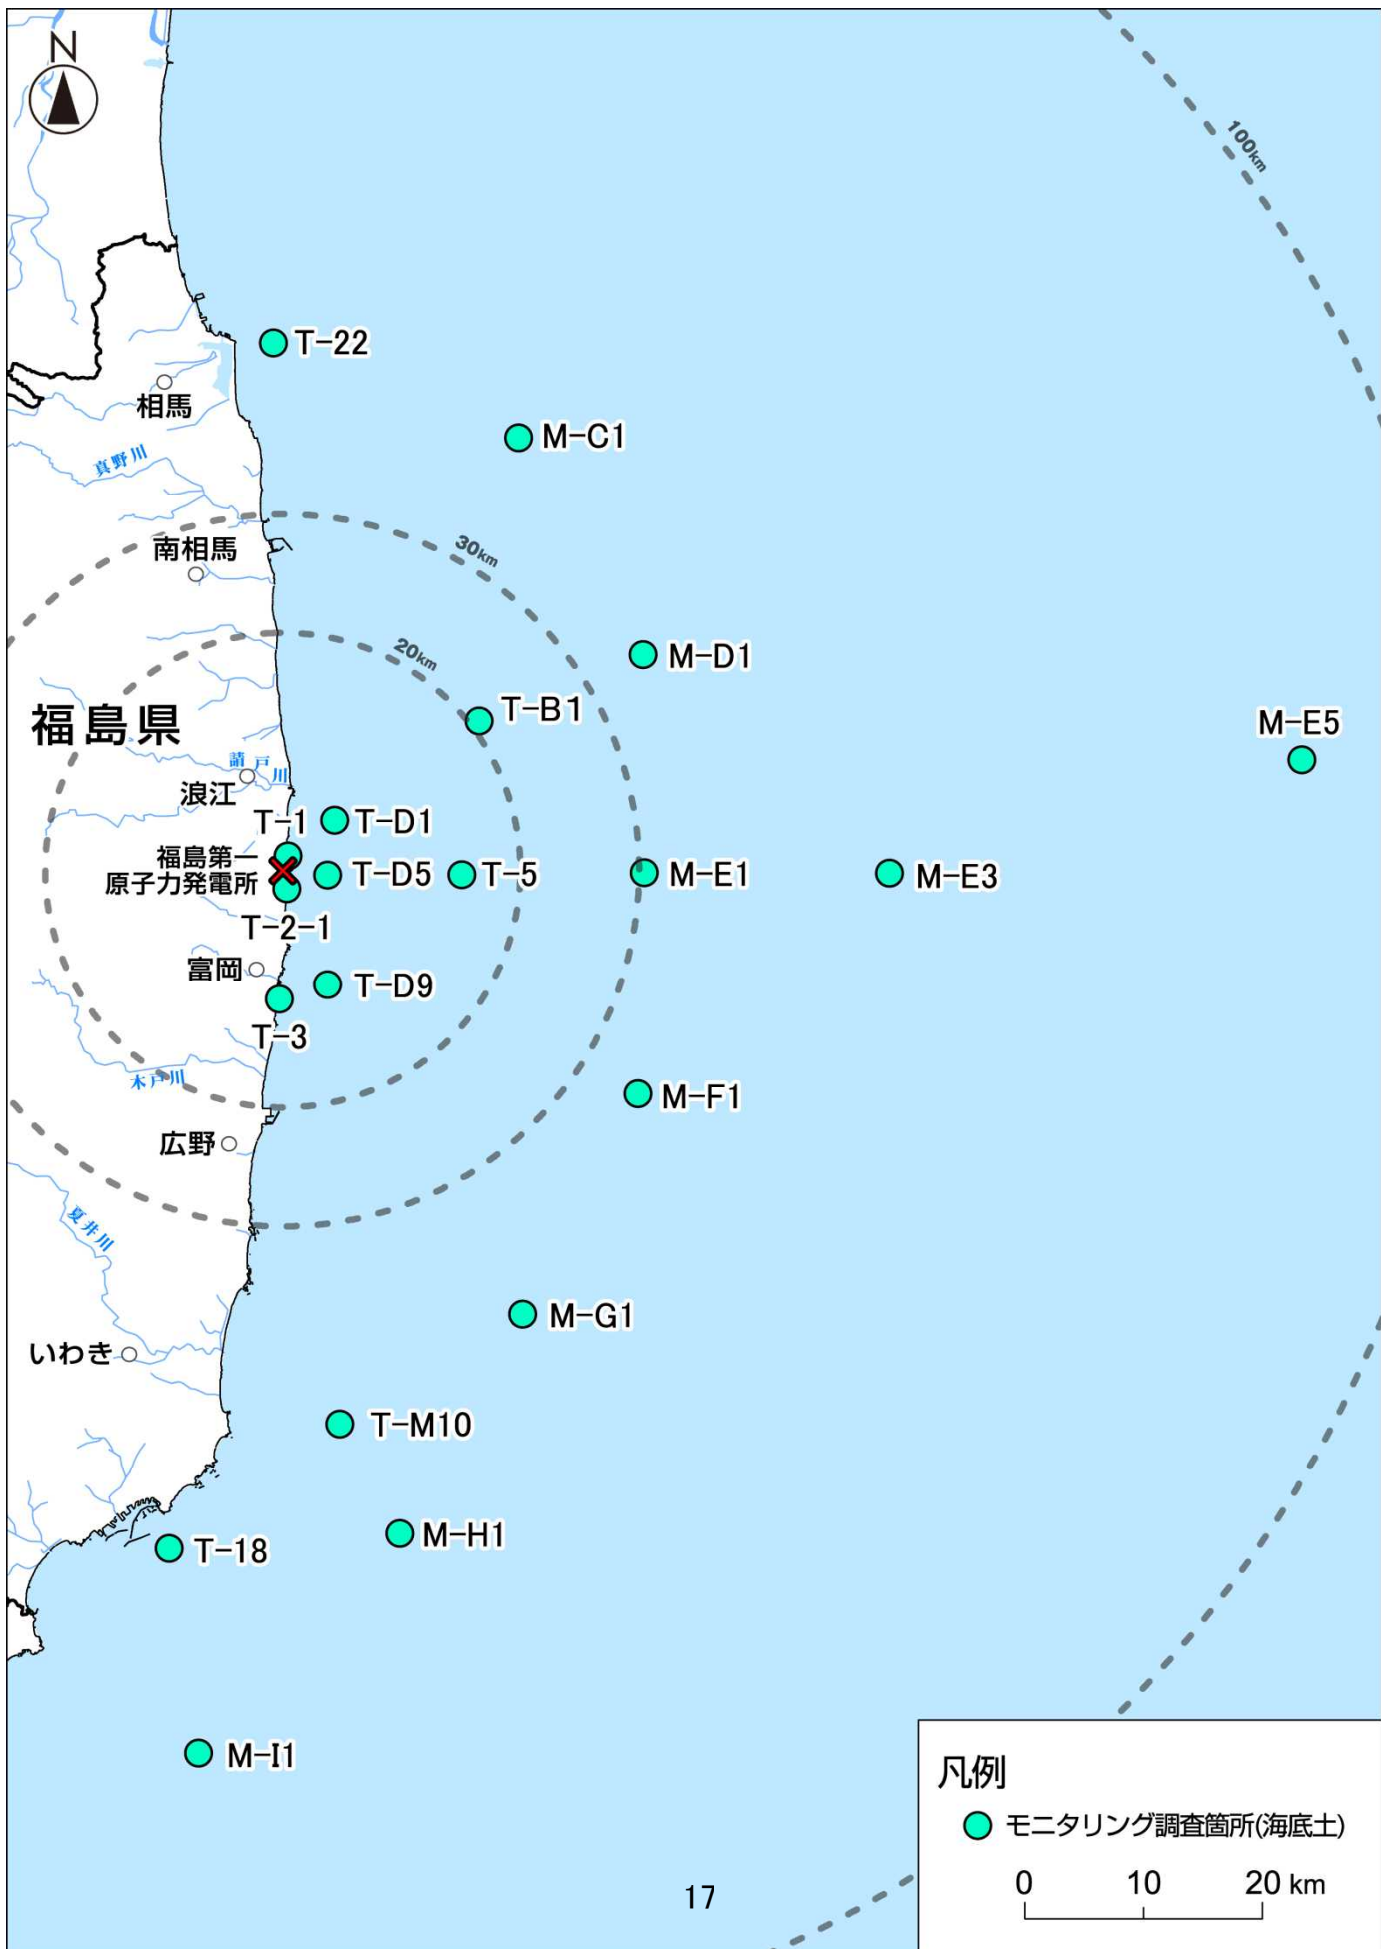 N
100km
T-22
相馬
M-C1
真野川
30km
南相馬
20km
M-D1
T-B1
福島県
M-E5
請戸川
浪江
T-1
T-D1
福島第一
原子力発電所
T-D5
T-5
M-E1
M-E3
T-2-1
富岡
T-D9
T-3
木戸川
M-F1
広野
夏井川
M-G1
いわき
T-M10
M-H1
T-18
M-I1
凡例
モニタリング調査箇所(海底土)
0 10 20 km
17